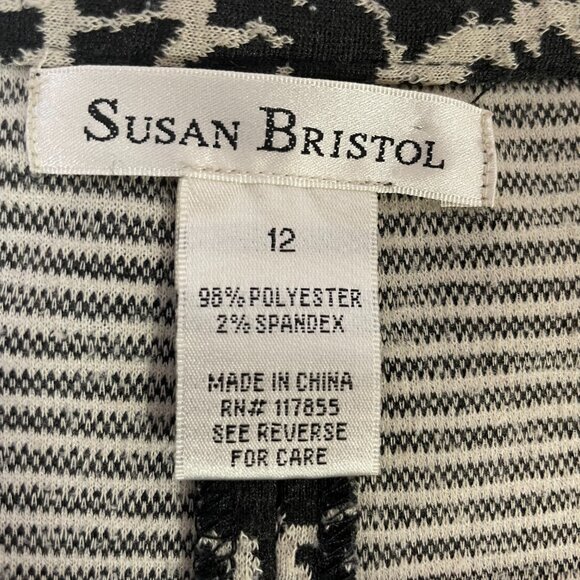 SUSAN BRISTOL
12
98% POLYESTER
2% SPANDEX
MADE IN CHINA
RN# 117855
SEE REVERSE
FOR CARE